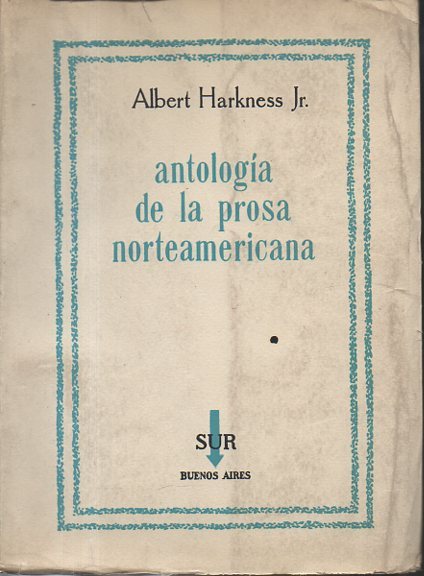 Albert Harkness Jr.
antología
de la prosa
norteamericana
SUR
BUENOS AIRES